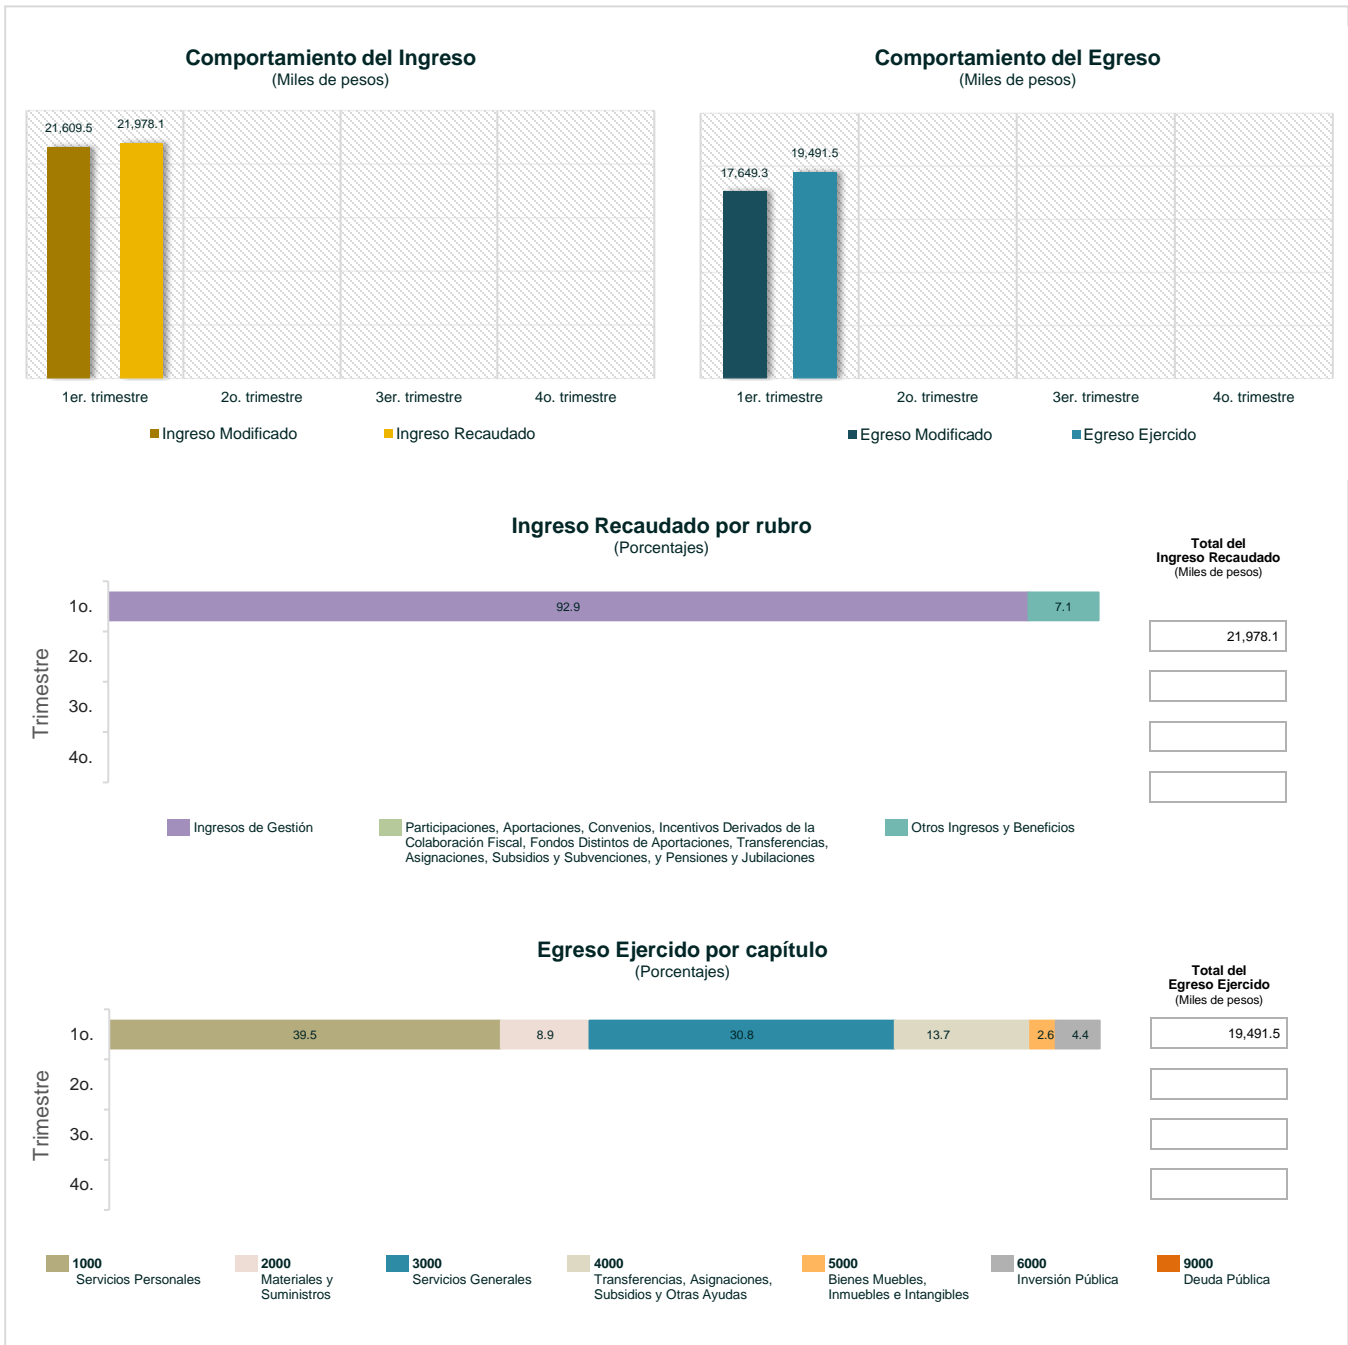 Comportamiento del Ingreso
(Miles de pesos)
21,609.5
21,978.1
1er. trimestre
2o. trimestre
3er. trimestre
4o. trimestre
Ingreso Modificado
Ingreso Recaudado
Comportamiento del Egreso
(Miles de pesos)
17,649.3
19,491.5
1er. trimestre
2o. trimestre
3er. trimestre
4o. trimestre
Egreso Modificado
Egreso Ejercido
Ingreso Recaudado por rubro
(Porcentajes)
Total del
Ingreso Recaudado
(Miles de pesos)
Trimestre
1o.
92.9
7.1
21,978.1
2o.
3o.
4o.
Ingresos de Gestión
Participaciones, Aportaciones, Convenios, Incentivos Derivados de la
Colaboración Fiscal, Fondos Distintos de Aportaciones, Transferencias,
Asignaciones, Subsidios y Subvenciones, y Pensiones y Jubilaciones
Otros Ingresos y Beneficios
Egreso Ejercido por capítulo
(Porcentajes)
Total del
Egreso Ejercido
(Miles de pesos)
Trimestre
1o.
39.5
8.9
30.8
13.7
2.6
4.4
19,491.5
2o.
3o.
4o.
1000
Servicios Personales
2000
Materiales y
Suministros
3000
Servicios Generales
4000
Transferencias, Asignaciones,
Subsidios y Otras Ayudas
5000
Bienes Muebles,
Inmuebles e Intangibles
6000
Inversión Pública
9000
Deuda Pública